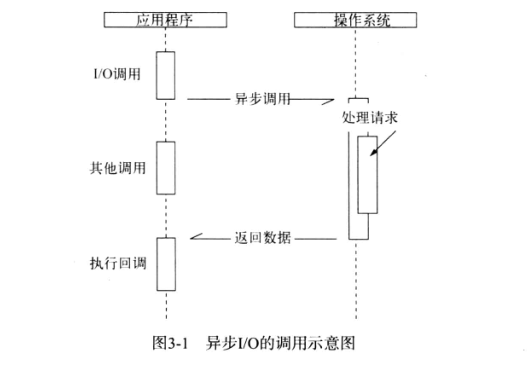 应用程序
操作系统
I/O调用
异步调用
处理请求
其他调用
返回数据
执行回调
图3-1 异步I/O的调用示意图